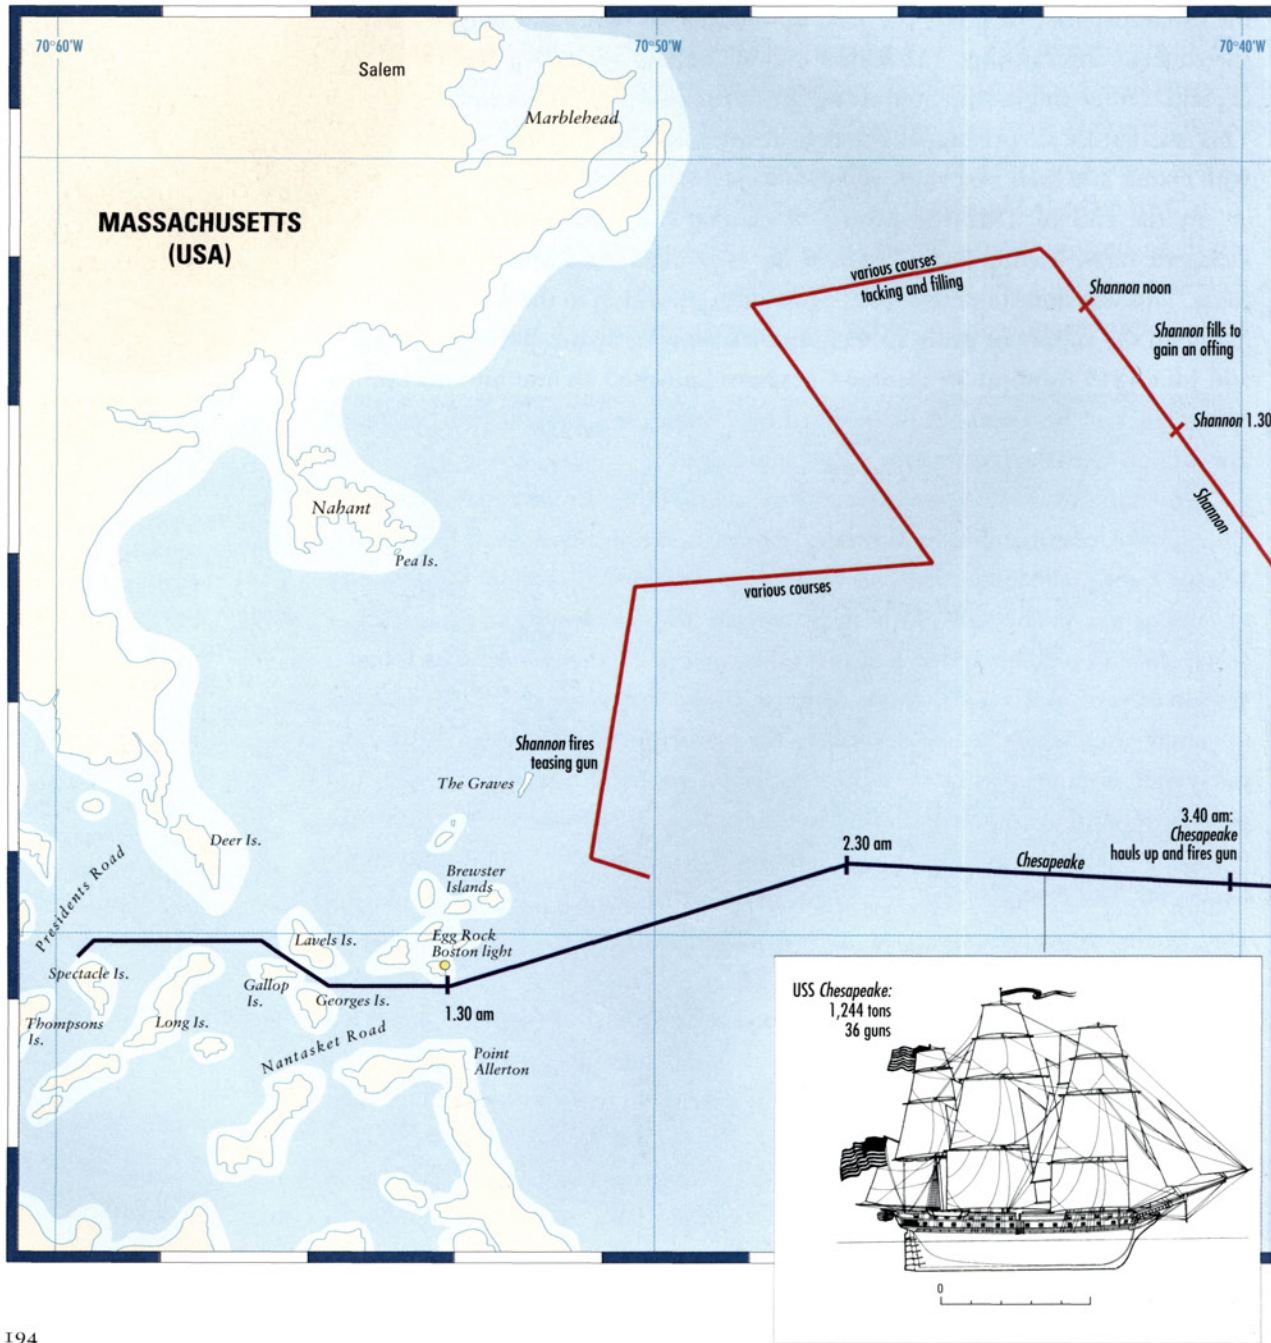 70°60'W
70°50'W
70°40'W
Salem
Marblehead
MASSACHUSETTS
(USA)
various courses
tacking and filling
Shannon noon
Shannon fills to
gain an offing
Shannon 1.30
Shannon
Nahant
Pea Is.
various courses
Shannon fires
teasing gun
The Graves
3.40 am:
Chesapeake
hauls up and fires gun
2.30 am
Chesapeake
Deer Is.
Presidents Road
Brewster
Islands
Egg Rock
Boston light
Lavels Is.
Spectacle Is.
Gallop
Is.
Georges Is.
1.30 am
Thompsons
Is.
Long Is.
Nantasket Road
Point
Allerton
USS Chesapeake:
1,244 tons
36 guns
0
194